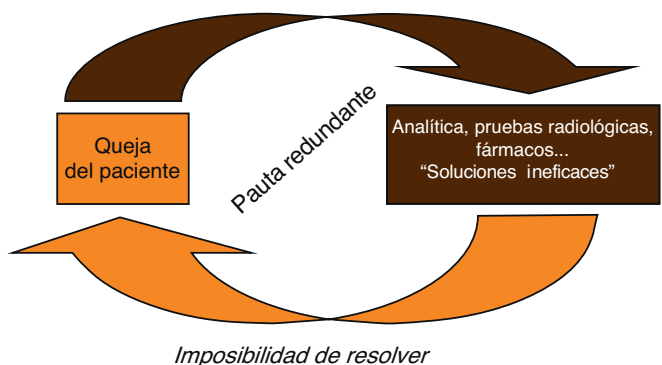 Queja
del paciente
Pauta redundante
Analítica, pruebas radiológicas,
fármacos...
“Soluciones ineficaces”
Imposibilidad de resolver